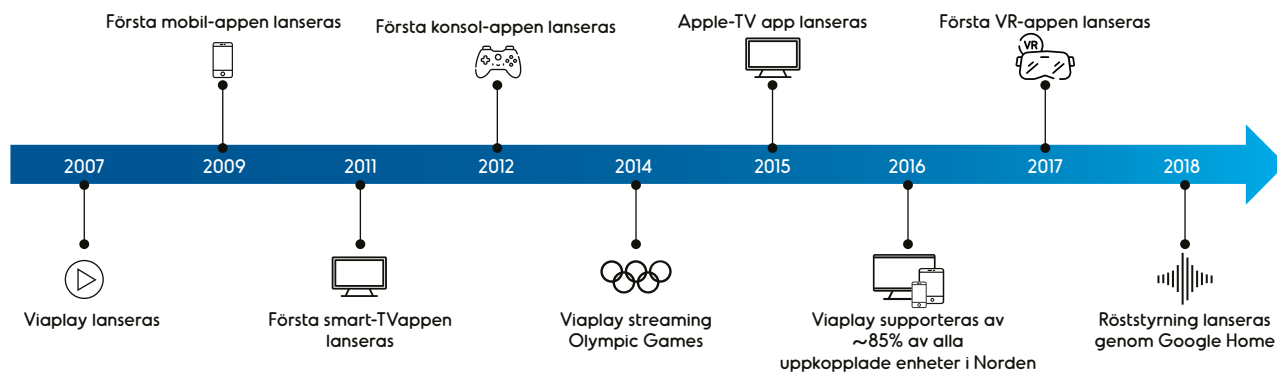 Första mobil-appen lanseras
Första konsol-appen lanseras
Apple-TV app lanseras
Första VR-appen lanseras
VR
2007
2009
2011
2012
2014
2015
2016
2017
2018
Viaplay lanseras
Första smart-TVappen
lanseras
Viaplay streaming
Olympic Games
Viaplay supporteras av
~85% av alla
uppkopplade enheter i Norden
Röststyrning lanseras
genom Google Home